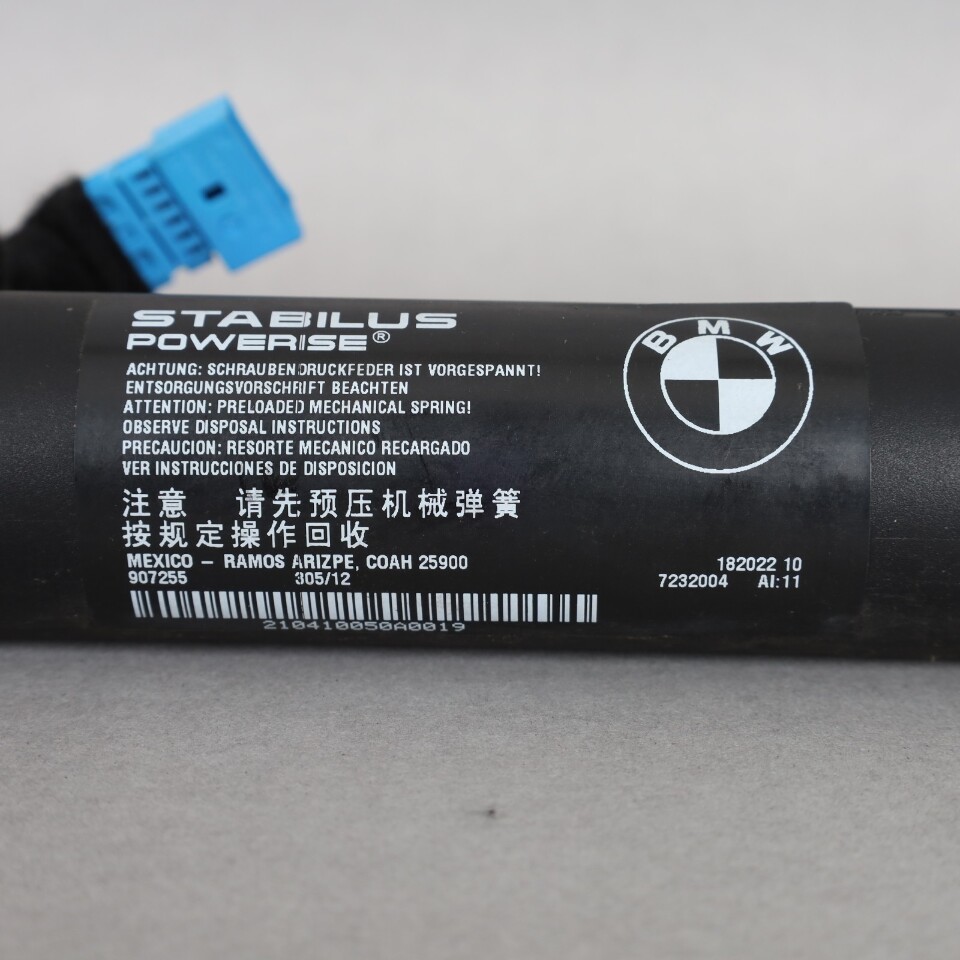 STABILUS
POWERISE®
ACHTUNG: SCHRAUBENDRUCKFEDER IST VORGESPANNT!
ENTSORGUNGSVORSCHRIFT BEACHTEN
ATTENTION: PRELOADED MECHANICAL SPRING!
OBSERVE DISPOSAL INSTRUCTIONS
PRECAUCION: RESORTE MECANICO RECARGADO
VER INSTRUCCIONES DE DISPOSICION
注意 请先预压机械弹簧
按规定操作回收
MEXICO – RAMOS ARIZPE, COAH 25900
907255 305/12
210410050A0019
BMW
182022 10
7232004 AI:11